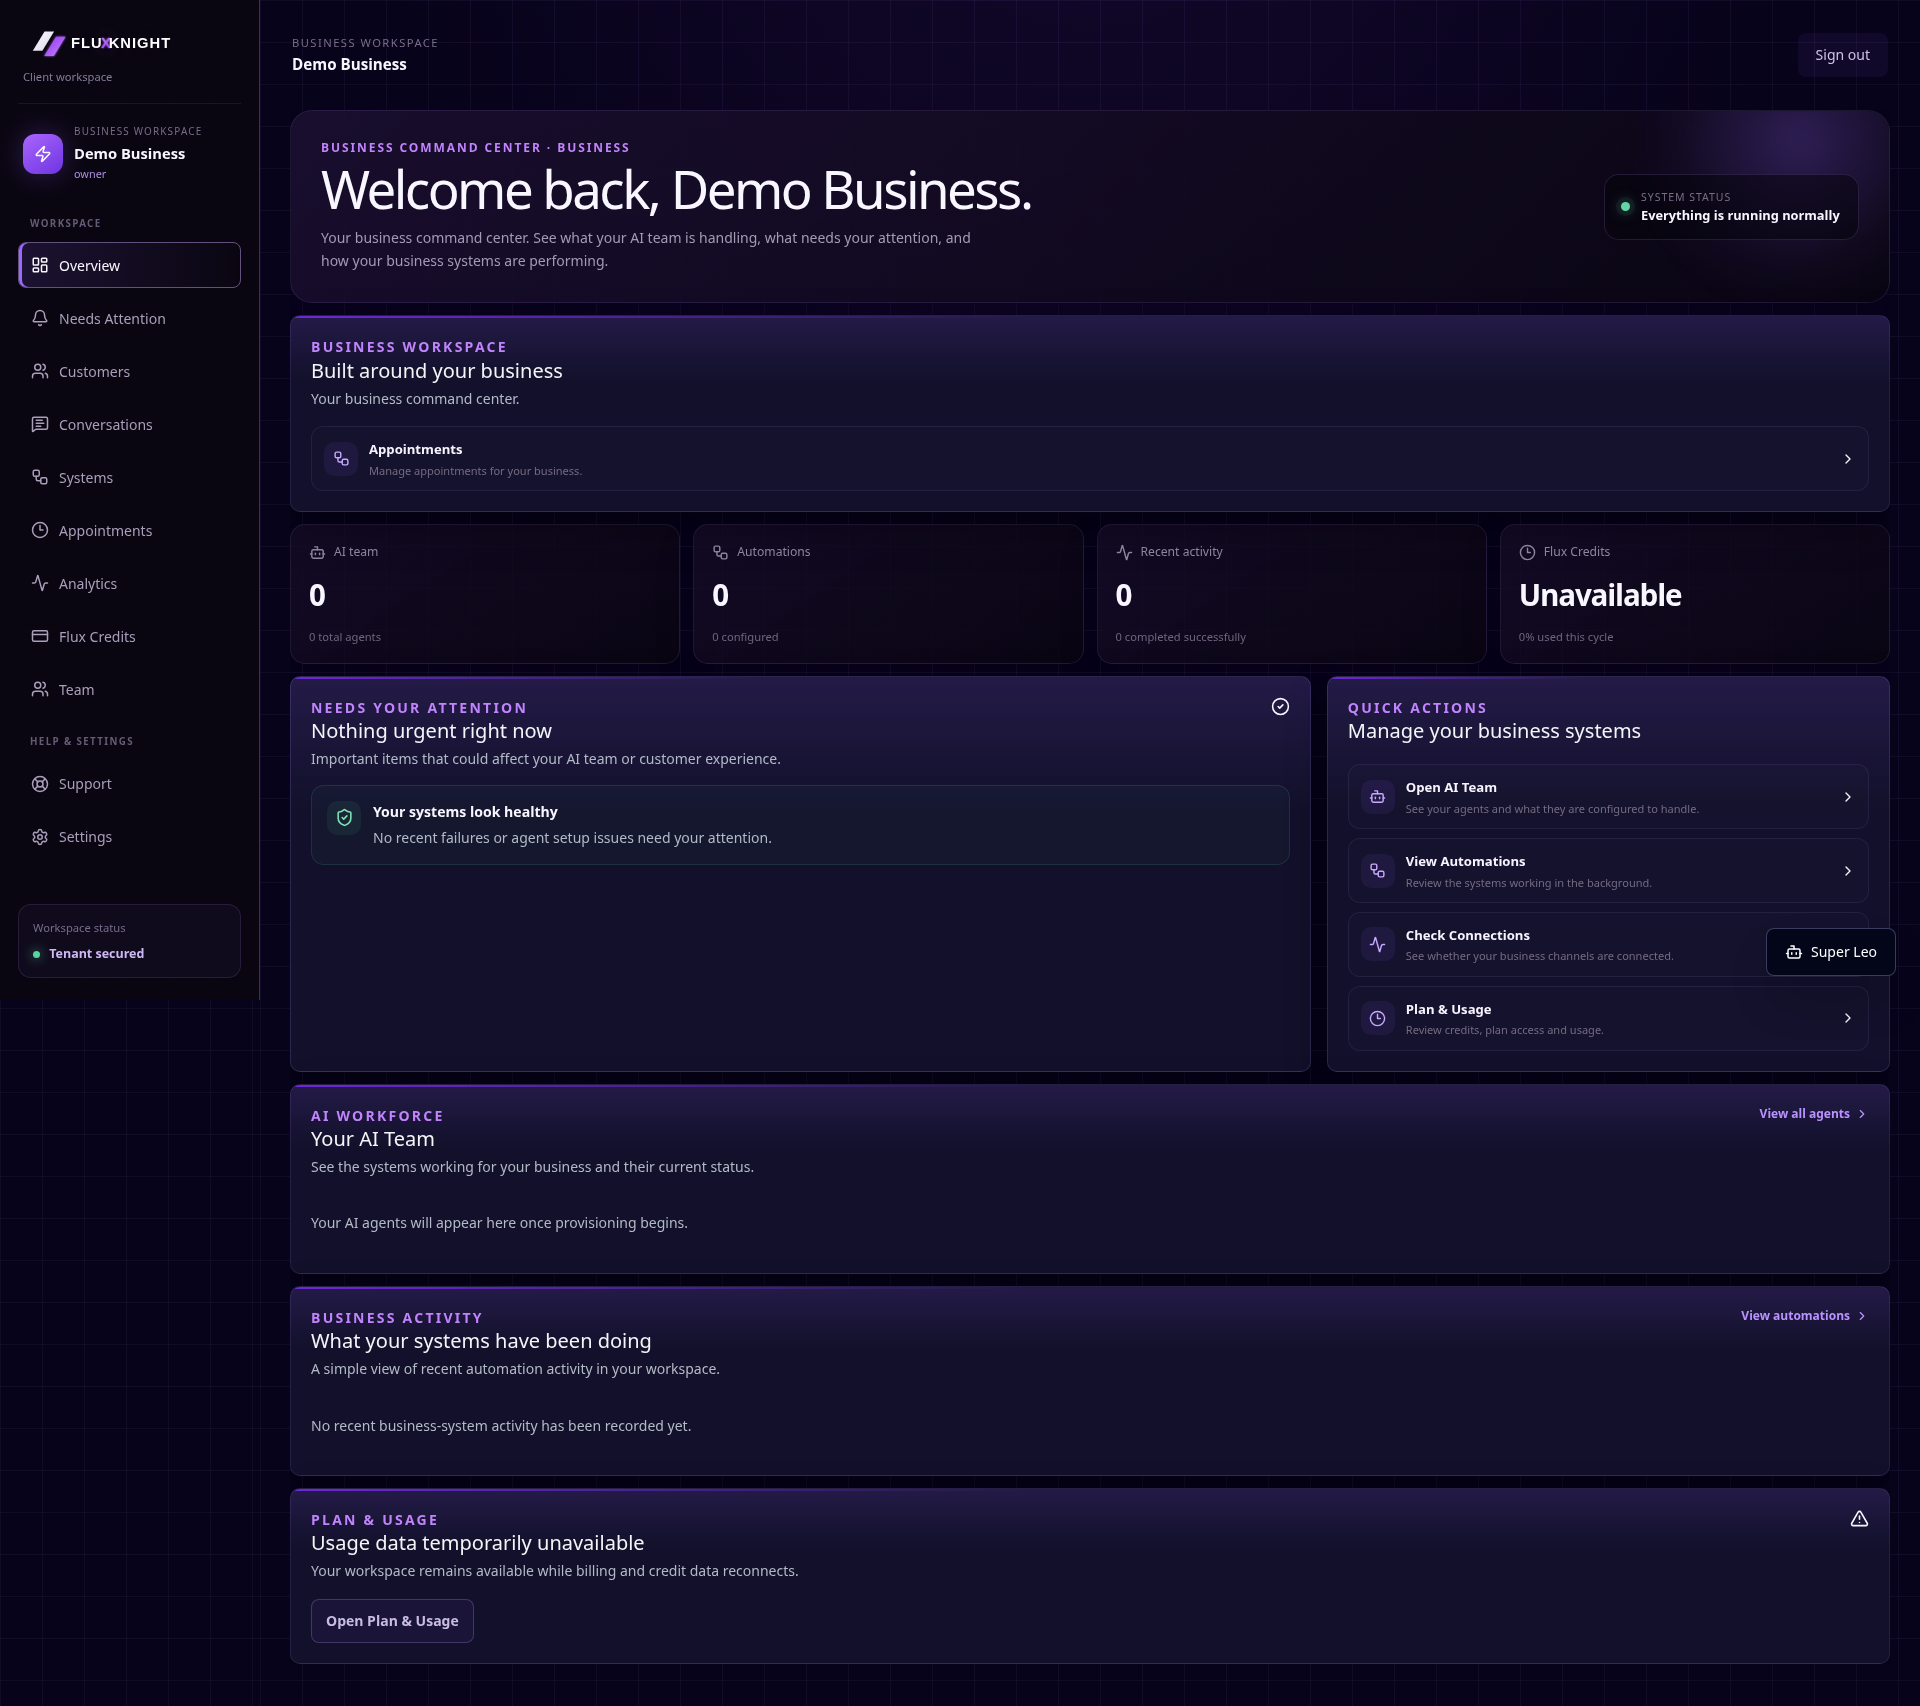 FLUXKNIGHT
Client workspace
BUSINESS WORKSPACE
Demo Business
owner
WORKSPACE
Overview
Needs Attention
Customers
Conversations
Systems
Appointments
Analytics
Flux Credits
Team
HELP & SETTINGS
Support
Settings
Workspace status
Tenant secured
BUSINESS WORKSPACE
Demo Business
Sign out
BUSINESS COMMAND CENTER · BUSINESS
Welcome back, Demo Business.
Your business command center. See what your AI team is handling, what needs your attention, and
how your business systems are performing.
SYSTEM STATUS
Everything is running normally
BUSINESS WORKSPACE
Built around your business
Your business command center.
Appointments
Manage appointments for your business.
AI team
0
0 total agents
Automations
0
0 configured
Recent activity
0
0 completed successfully
Flux Credits
Unavailable
0% used this cycle
NEEDS YOUR ATTENTION
Nothing urgent right now
Important items that could affect your AI team or customer experience.
Your systems look healthy
No recent failures or agent setup issues need your attention.
QUICK ACTIONS
Manage your business systems
Open AI Team
See your agents and what they are configured to handle.
View Automations
Review the systems working in the background.
Check Connections
See whether your business channels are connected.
Super Leo
Plan & Usage
Review credits, plan access and usage.
AI WORKFORCE
Your AI Team
See the systems working for your business and their current status.
View all agents
Your AI agents will appear here once provisioning begins.
BUSINESS ACTIVITY
What your systems have been doing
A simple view of recent automation activity in your workspace.
View automations
No recent business-system activity has been recorded yet.
PLAN & USAGE
Usage data temporarily unavailable
Your workspace remains available while billing and credit data reconnects.
Open Plan & Usage